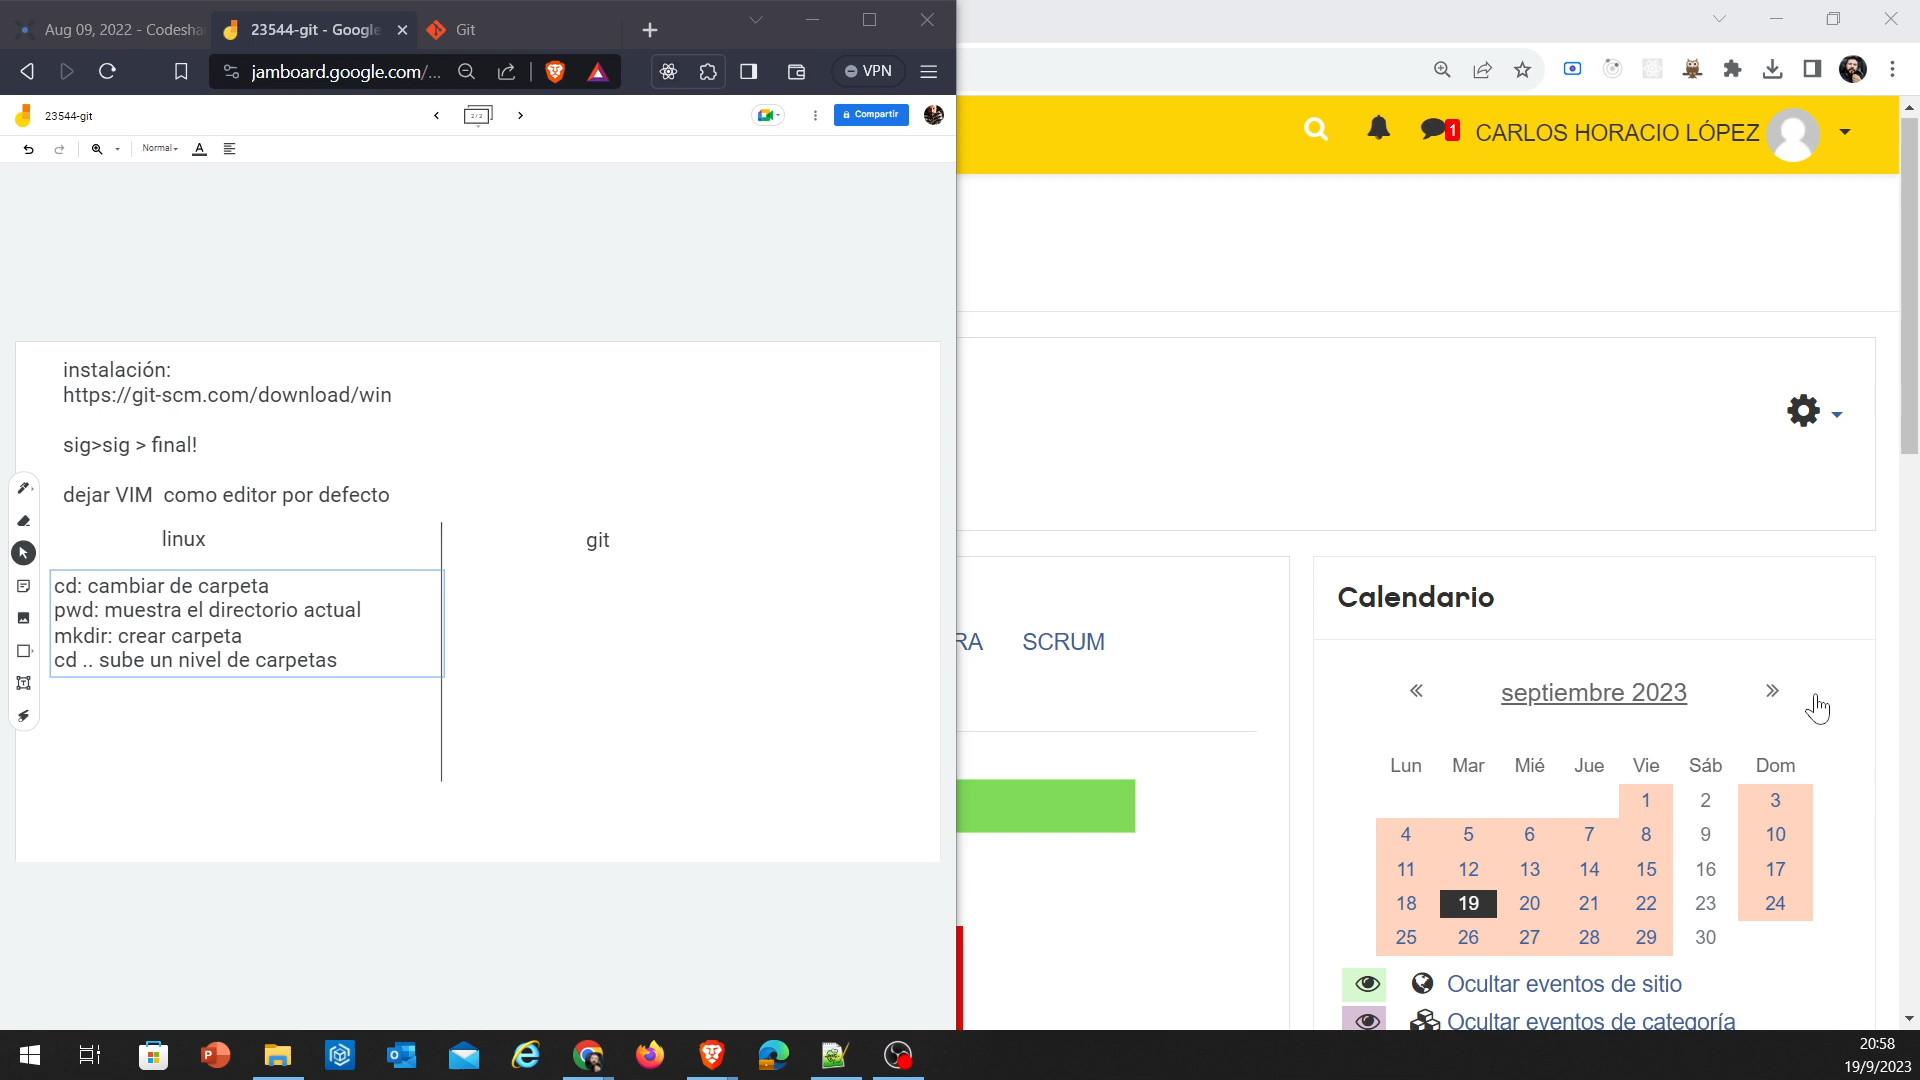 Aug 09, 2022 - Codesha
23544-git - Google
Git
jamboard.google.com/...
VPN
23544-git
2/2
Compartir
Normal
A
instalación:
https://git-scm.com/download/win
sig>sig > final!
dejar VIM como editor por defecto
linux
git
cd: cambiar de carpeta
pwd: muestra el directorio actual
mkdir: crear carpeta
cd .. sube un nivel de carpetas
1
CARLOS HORACIO LÓPEZ
RA
SCRUM
Calendario
« septiembre 2023 »
Lun Mar Mié Jue Vie Sáb Dom
1 2 3
4 5 6 7 8 9 10
11 12 13 14 15 16 17
18 19 20 21 22 23 24
25 26 27 28 29 30
Ocultar eventos de sitio
Ocultar eventos de categoría
20:58
19/9/2023